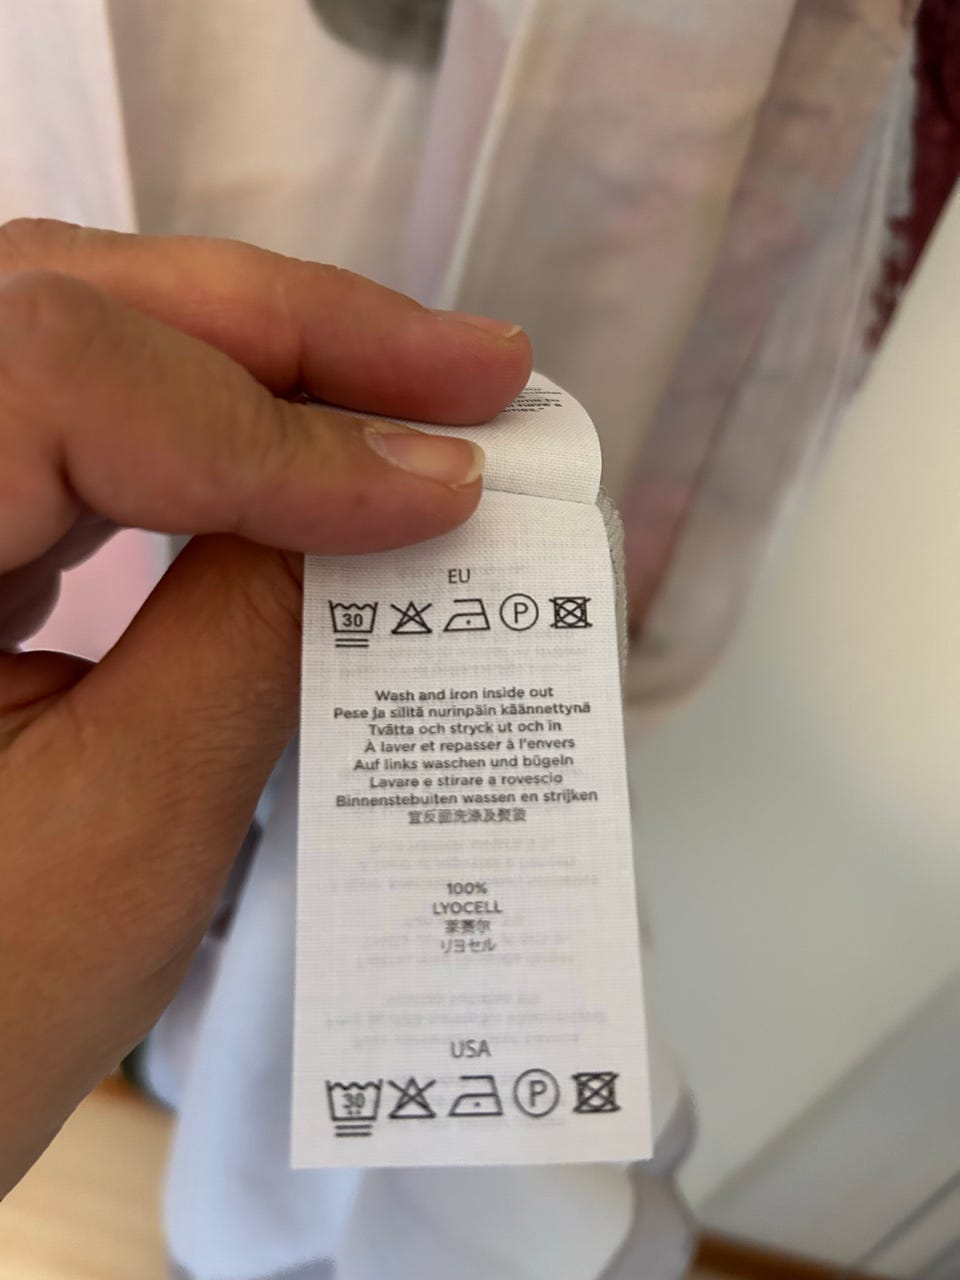 EU
30 P
Wash and iron inside out
Pese ja silitä nurinpäin käännettynä
Tvätta och stryck ut och in
À laver et repasser à l'envers
Auf links waschen und bügeln
Lavare e stirare a rovescio
Binnenstebuiten wassen en strijken
宜反面洗涤及熨烫
100%
LYOCELL
莱赛尔
リヨセル
USA
30 P